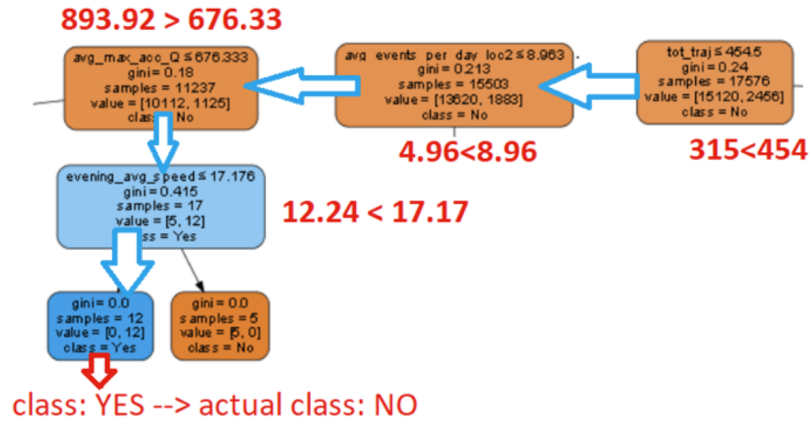 893.92 > 676.33
avg_max_acc_Q ≤ 676.333
gini = 0.18
samples = 11237
value = [10112, 1125]
class = No
avg_events_per_day_loc2 ≤ 8.963
gini = 0.213
samples = 15503
value = [13620, 1883]
class = No
tot_traj ≤ 454.5
gini = 0.24
samples = 17576
value = [15120, 2456]
class = No
4.96<8.96
315<454
evening_avg_speed ≤ 17.176
gini = 0.415
samples = 17
value = [5, 12]
ss = Yes
12.24 < 17.17
gini = 0.0
samples = 12
value = [0, 12]
class = Yes
gini = 0.0
samples = 5
value = [5, 0]
class = No
class: YES --> actual class: NO